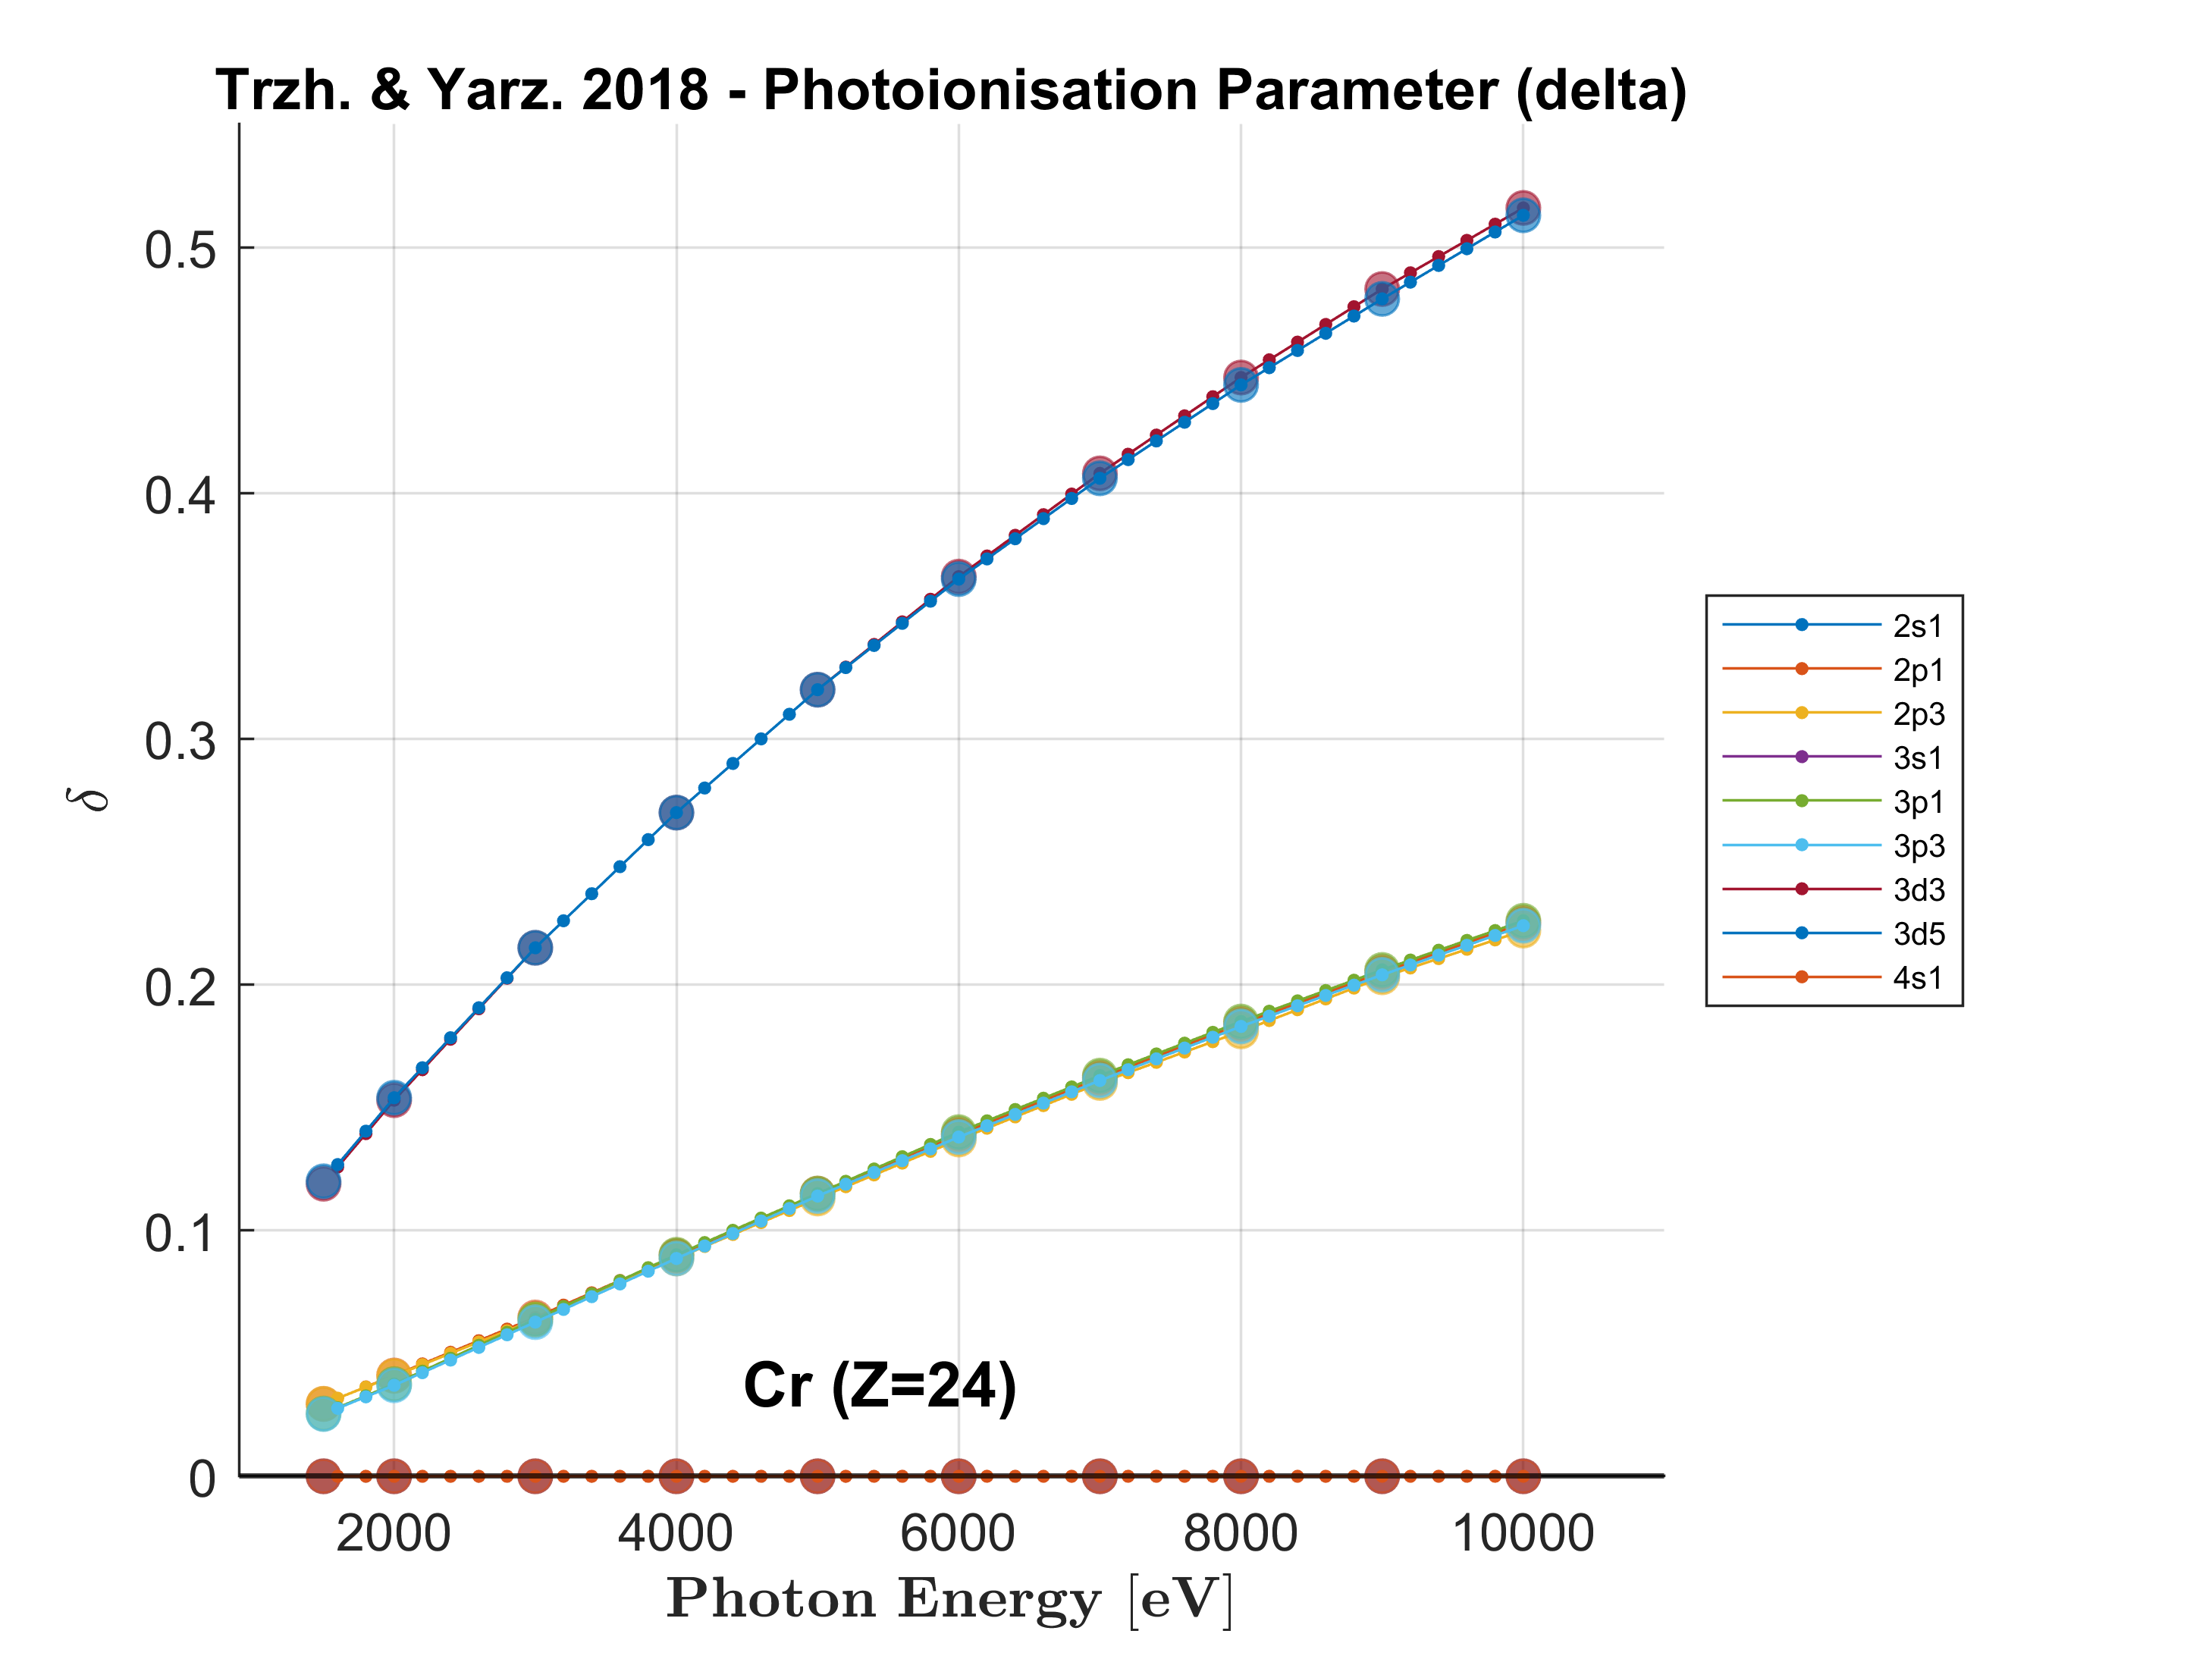 Trzh. & Yarz. 2018 - Photoionisation Parameter (delta)
0.5
0.4
0.3
0.2
0.1
0
δ
2000 4000 6000 8000 10000
Photon Energy [eV]
Cr (Z=24)
2s1
2p1
2p3
3s1
3p1
3p3
3d3
3d5
4s1